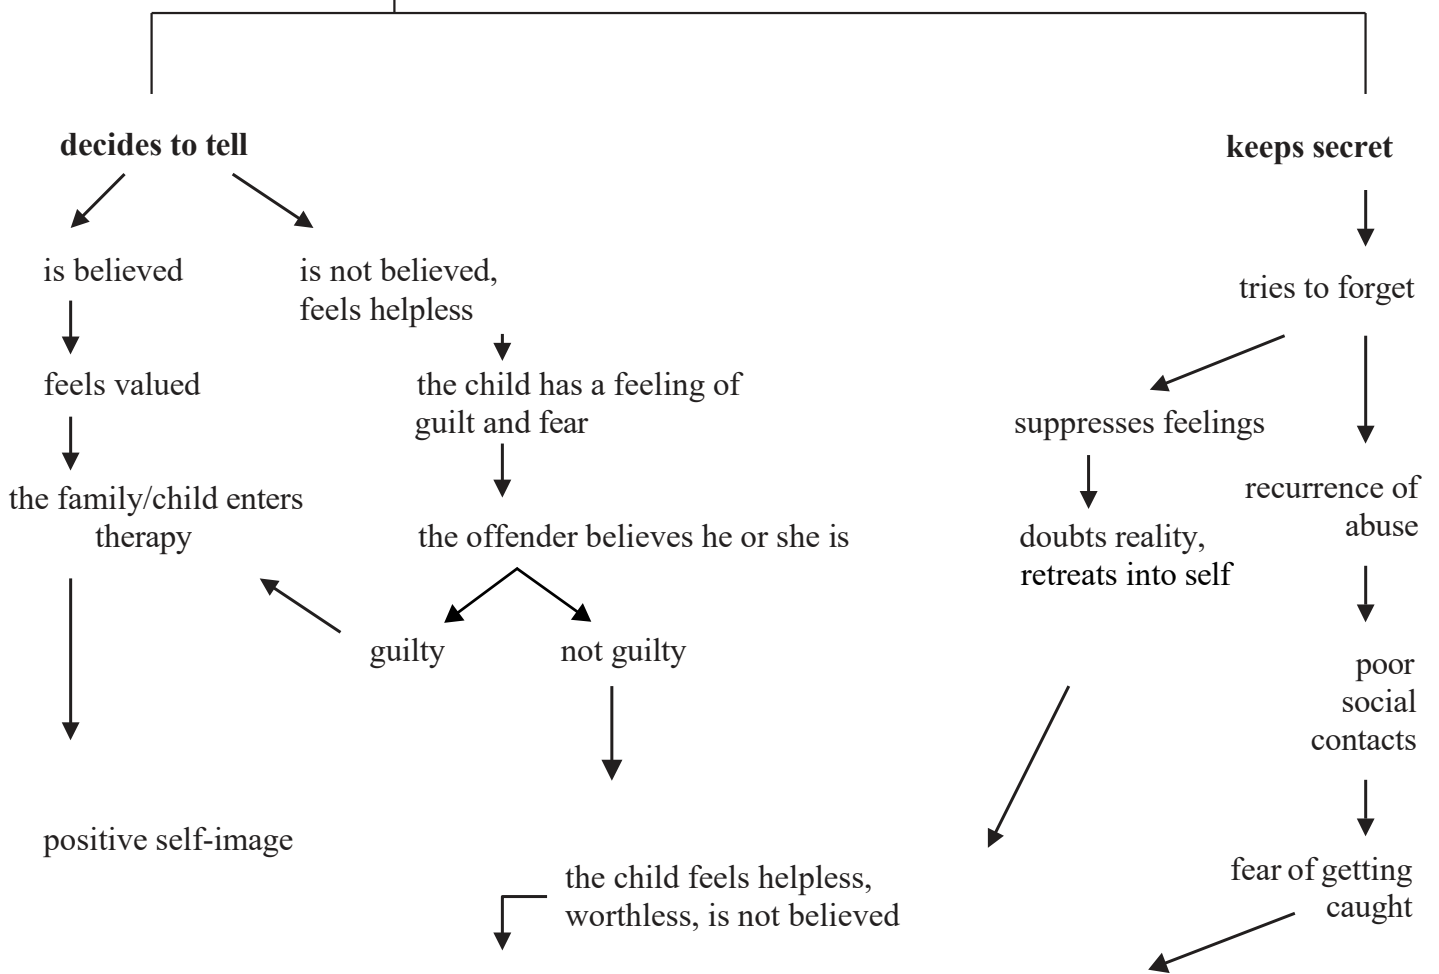 decides to tell
keeps secret
is believed
is not believed,
feels helpless
tries to forget
feels valued
the child has a feeling of
guilt and fear
suppresses feelings
the family/child enters
therapy
the offender believes he or she is
doubts reality,
retreats into self
recurrence of
abuse
guilty
not guilty
poor
social
contacts
positive self-image
the child feels helpless,
worthless, is not believed
fear of getting
caught